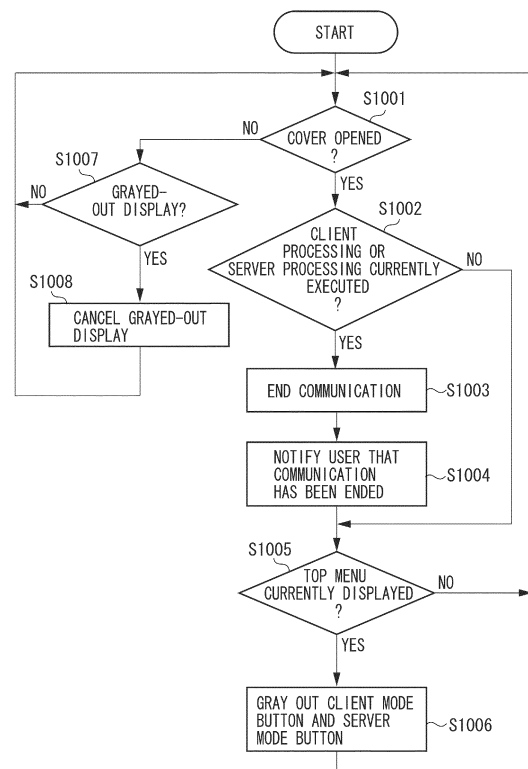 START
S1001
NO
COVER OPENED
?
YES
S1007
NO
GRAYED-
OUT DISPLAY?
YES
S1002
CLIENT
PROCESSING OR
SERVER PROCESSING CURRENTLY
EXECUTED
?
NO
YES
S1008
CANCEL GRAYED-OUT
DISPLAY
END COMMUNICATION
S1003
NOTIFY USER THAT
COMMUNICATION
HAS BEEN ENDED
S1004
S1005
TOP MENU
CURRENTLY DISPLAYED
?
NO
YES
GRAY OUT CLIENT MODE
BUTTON AND SERVER
MODE BUTTON
S1006